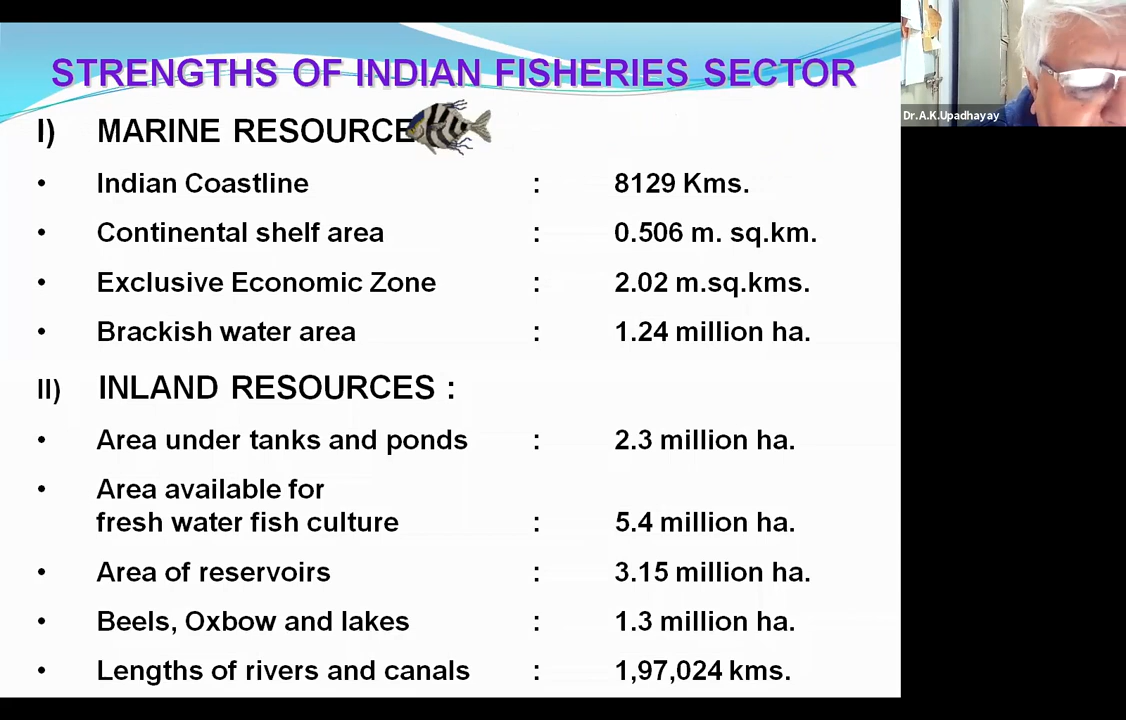 STRENGTHS OF INDIAN FISHERIES SECTOR
Dr.A.K.Upadhayay
I) MARINE RESOURCE
• Indian Coastline : 8129 Kms.
• Continental shelf area : 0.506 m. sq.km.
• Exclusive Economic Zone : 2.02 m.sq.kms.
• Brackish water area : 1.24 million ha.
II) INLAND RESOURCES :
• Area under tanks and ponds : 2.3 million ha.
• Area available for
fresh water fish culture : 5.4 million ha.
• Area of reservoirs : 3.15 million ha.
• Beels, Oxbow and lakes : 1.3 million ha.
• Lengths of rivers and canals : 1,97,024 kms.